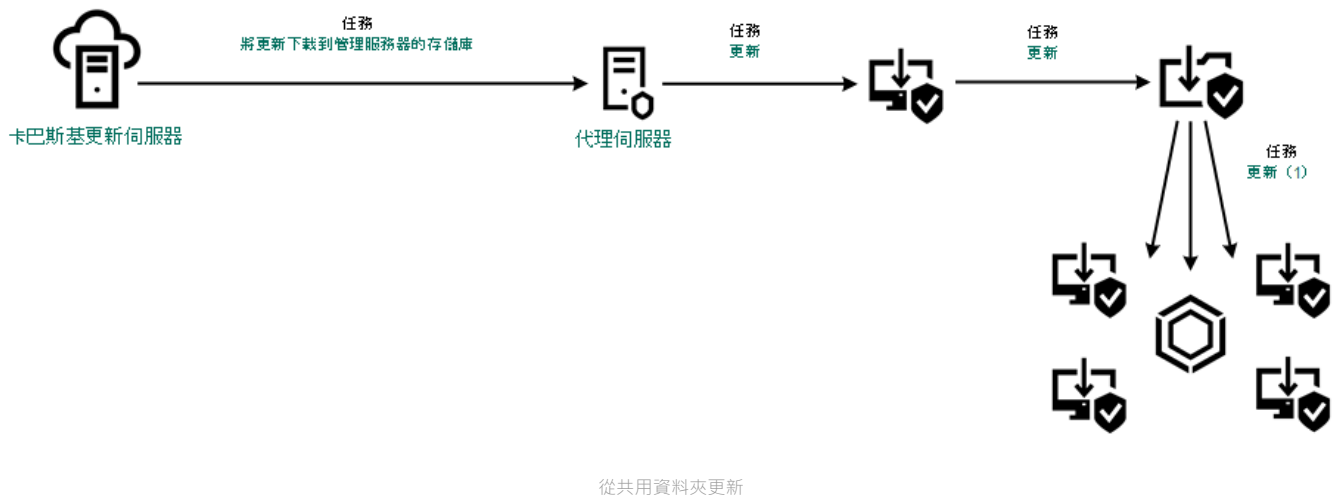 任務
將更新下載到管理服務器的存儲庫
卡巴斯基更新伺服器
任務
更新
代理伺服器
任務
更新
任務
更新（1）
從共用資料夾更新